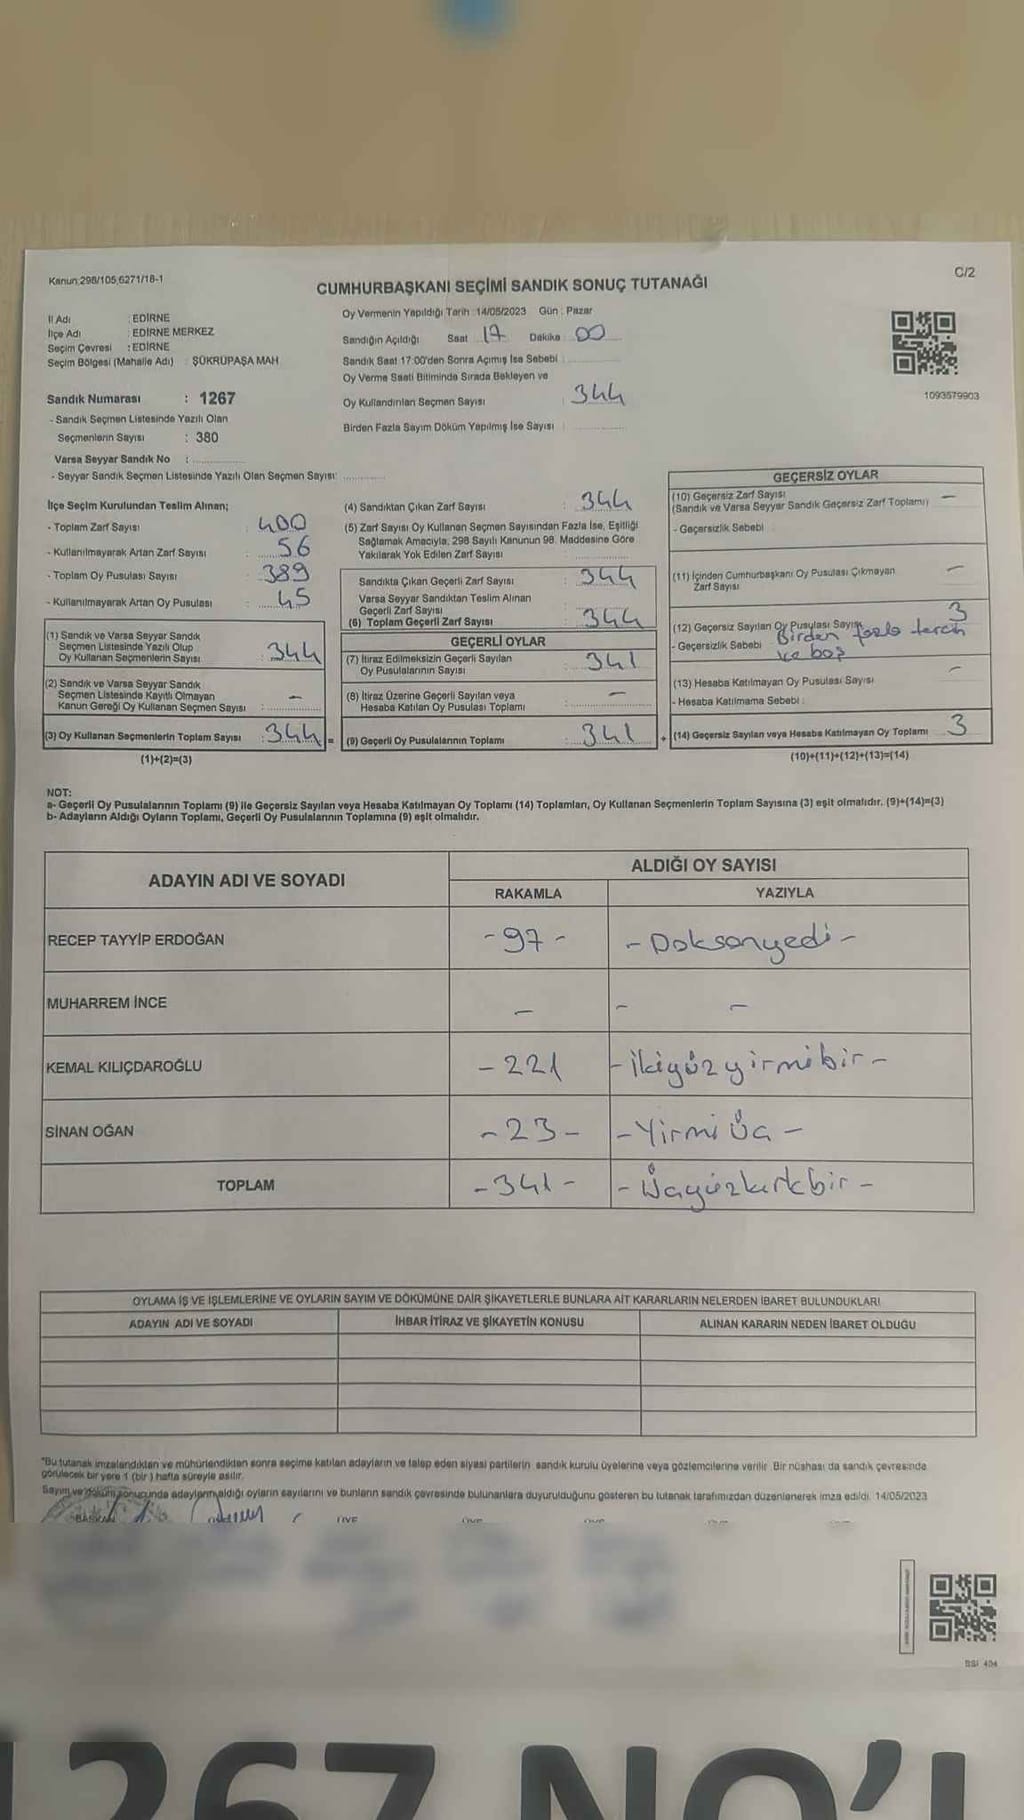 Kanun:298/105,6271/18-1
C/2
CUMHURBAŞKANI SEÇİMİ SANDIK SONUÇ TUTANAĞI
İl Adı : EDİRNE
İlçe Adı : EDİRNE MERKEZ
Seçim Çevresi : EDİRNE
Seçim Bölgesi (Mahalle Adı) : ŞÜKRÜPAŞA MAH
Sandık Numarası : 1267
- Sandık Seçmen Listesinde Yazılı Olan
Seçmenlerin Sayısı : 380
Varsa Seyyar Sandık No :
- Seyyar Sandık Seçmen Listesinde Yazılı Olan Seçmen Sayısı:
Oy Vermenin Yapıldığı Tarih : 14/05/2023 Gün : Pazar
Sandığın Açıldığı Saat 17 Dakika 00
Sandık Saat 17:00'den Sonra Açılmış İse Sebebi
Oy Verme Saati Bitiminde Sırada Bekleyen ve
Oy Kullandırılan Seçmen Sayısı : 344
Birden Fazla Sayım Döküm Yapılmış İse Sayısı :
1093579903
İlçe Seçim Kurulundan Teslim Alınan;
- Toplam Zarf Sayısı : 400
- Kullanılmayarak Artan Zarf Sayısı : 56
- Toplam Oy Pusulası Sayısı : 389
- Kullanılmayarak Artan Oy Pusulası : 45
(1) Sandık ve Varsa Seyyar Sandık
Seçmen Listesinde Yazılı Olup
Oy Kullanan Seçmenlerin Sayısı : 344
(2) Sandık ve Varsa Seyyar Sandık
Seçmen Listesinde Kayıtlı Olmayan
Kanun Gereği Oy Kullanan Seçmen Sayısı : -
(3) Oy Kullanan Seçmenlerin Toplam Sayısı : 344 =
(1)+(2)=(3)
(4) Sandıktan Çıkan Zarf Sayısı : 344
(5) Zarf Sayısı Oy Kullanan Seçmen Sayısından Fazla İse, Eşitliği
Sağlamak Amacıyla, 298 Sayılı Kanunun 98. Maddesine Göre
Yakılarak Yok Edilen Zarf Sayısı :
Sandıkta Çıkan Geçerli Zarf Sayısı : 344
Varsa Seyyar Sandıktan Teslim Alınan
Geçerli Zarf Sayısı :
(6) Toplam Geçerli Zarf Sayısı : 344
GEÇERLİ OYLAR
(7) İtiraz Edilmeksizin Geçerli Sayılan
Oy Pusulalarının Sayısı : 341
(8) İtiraz Üzerine Geçerli Sayılan veya
Hesaba Katılan Oy Pusulası Toplamı : -
(9) Geçerli Oy Pusulalarının Toplamı : 341 +
GEÇERSİZ OYLAR
(10) Geçersiz Zarf Sayısı -
(Sandık ve Varsa Seyyar Sandık Geçersiz Zarf Toplamı)
- Geçersizlik Sebebi
(11) İçinden Cumhurbaşkanı Oy Pusulası Çıkmayan -
Zarf Sayısı
(12) Geçersiz Sayılan Oy Pusulası Sayısı 3
- Geçersizlik Sebebi Birden fazla tercih
ve boş
(13) Hesaba Katılmayan Oy Pusulası Sayısı -
- Hesaba Katılmama Sebebi :
(14) Geçersiz Sayılan veya Hesaba Katılmayan Oy Toplamı 3
(10)+(11)+(12)+(13)=(14)
NOT:
a- Geçerli Oy Pusulalarının Toplamı (9) ile Geçersiz Sayılan veya Hesaba Katılmayan Oy Toplamı (14) Toplamları, Oy Kullanan Seçmenlerin Toplam Sayısına (3) eşit olmalıdır. (9)+(14)=(3)
b- Adayların Aldığı Oyların Toplamı, Geçerli Oy Pusulalarının Toplamına (9) eşit olmalıdır.
ADAYIN ADI VE SOYADI
ALDIĞI OY SAYISI
RAKAMLA YAZIYLA
RECEP TAYYİP ERDOĞAN -97- -Doksanyedi-
MUHARREM İNCE - - -
KEMAL KILIÇDAROĞLU -221 -ikiyüzyirmibir-
SİNAN OĞAN -23- -Yirmi üç-
TOPLAM -341- -Üçyüzkırkbir-
OYLAMA İŞ VE İŞLEMLERİNE VE OYLARIN SAYIM VE DÖKÜMÜNE DAİR ŞİKAYETLERLE BUNLARA AİT KARARLARIN NELERDEN İBARET BULUNDUKLARI
ADAYIN ADI VE SOYADI İHBAR İTİRAZ VE ŞİKAYETİN KONUSU ALINAN KARARIN NEDEN İBARET OLDUĞU
"Bu tutanak imzalandıktan ve mühürlendikten sonra seçime katılan adayların ve talep eden siyasi partilerin sandık kurulu üyelerine veya gözlemcilerine verilir. Bir nüshası da sandık çevresinde
görülecek bir yere 1 (bir) hafta süreyle asılır.
Sayım ve döküm sonucunda adayların aldığı oyların sayılarını ve bunların sandık çevresinde bulunanlara duyurulduğunu gösteren bu tutanak tarafımızdan düzenlenerek imza edildi. 14/05/2023
BAŞKAN
1267 NO'L